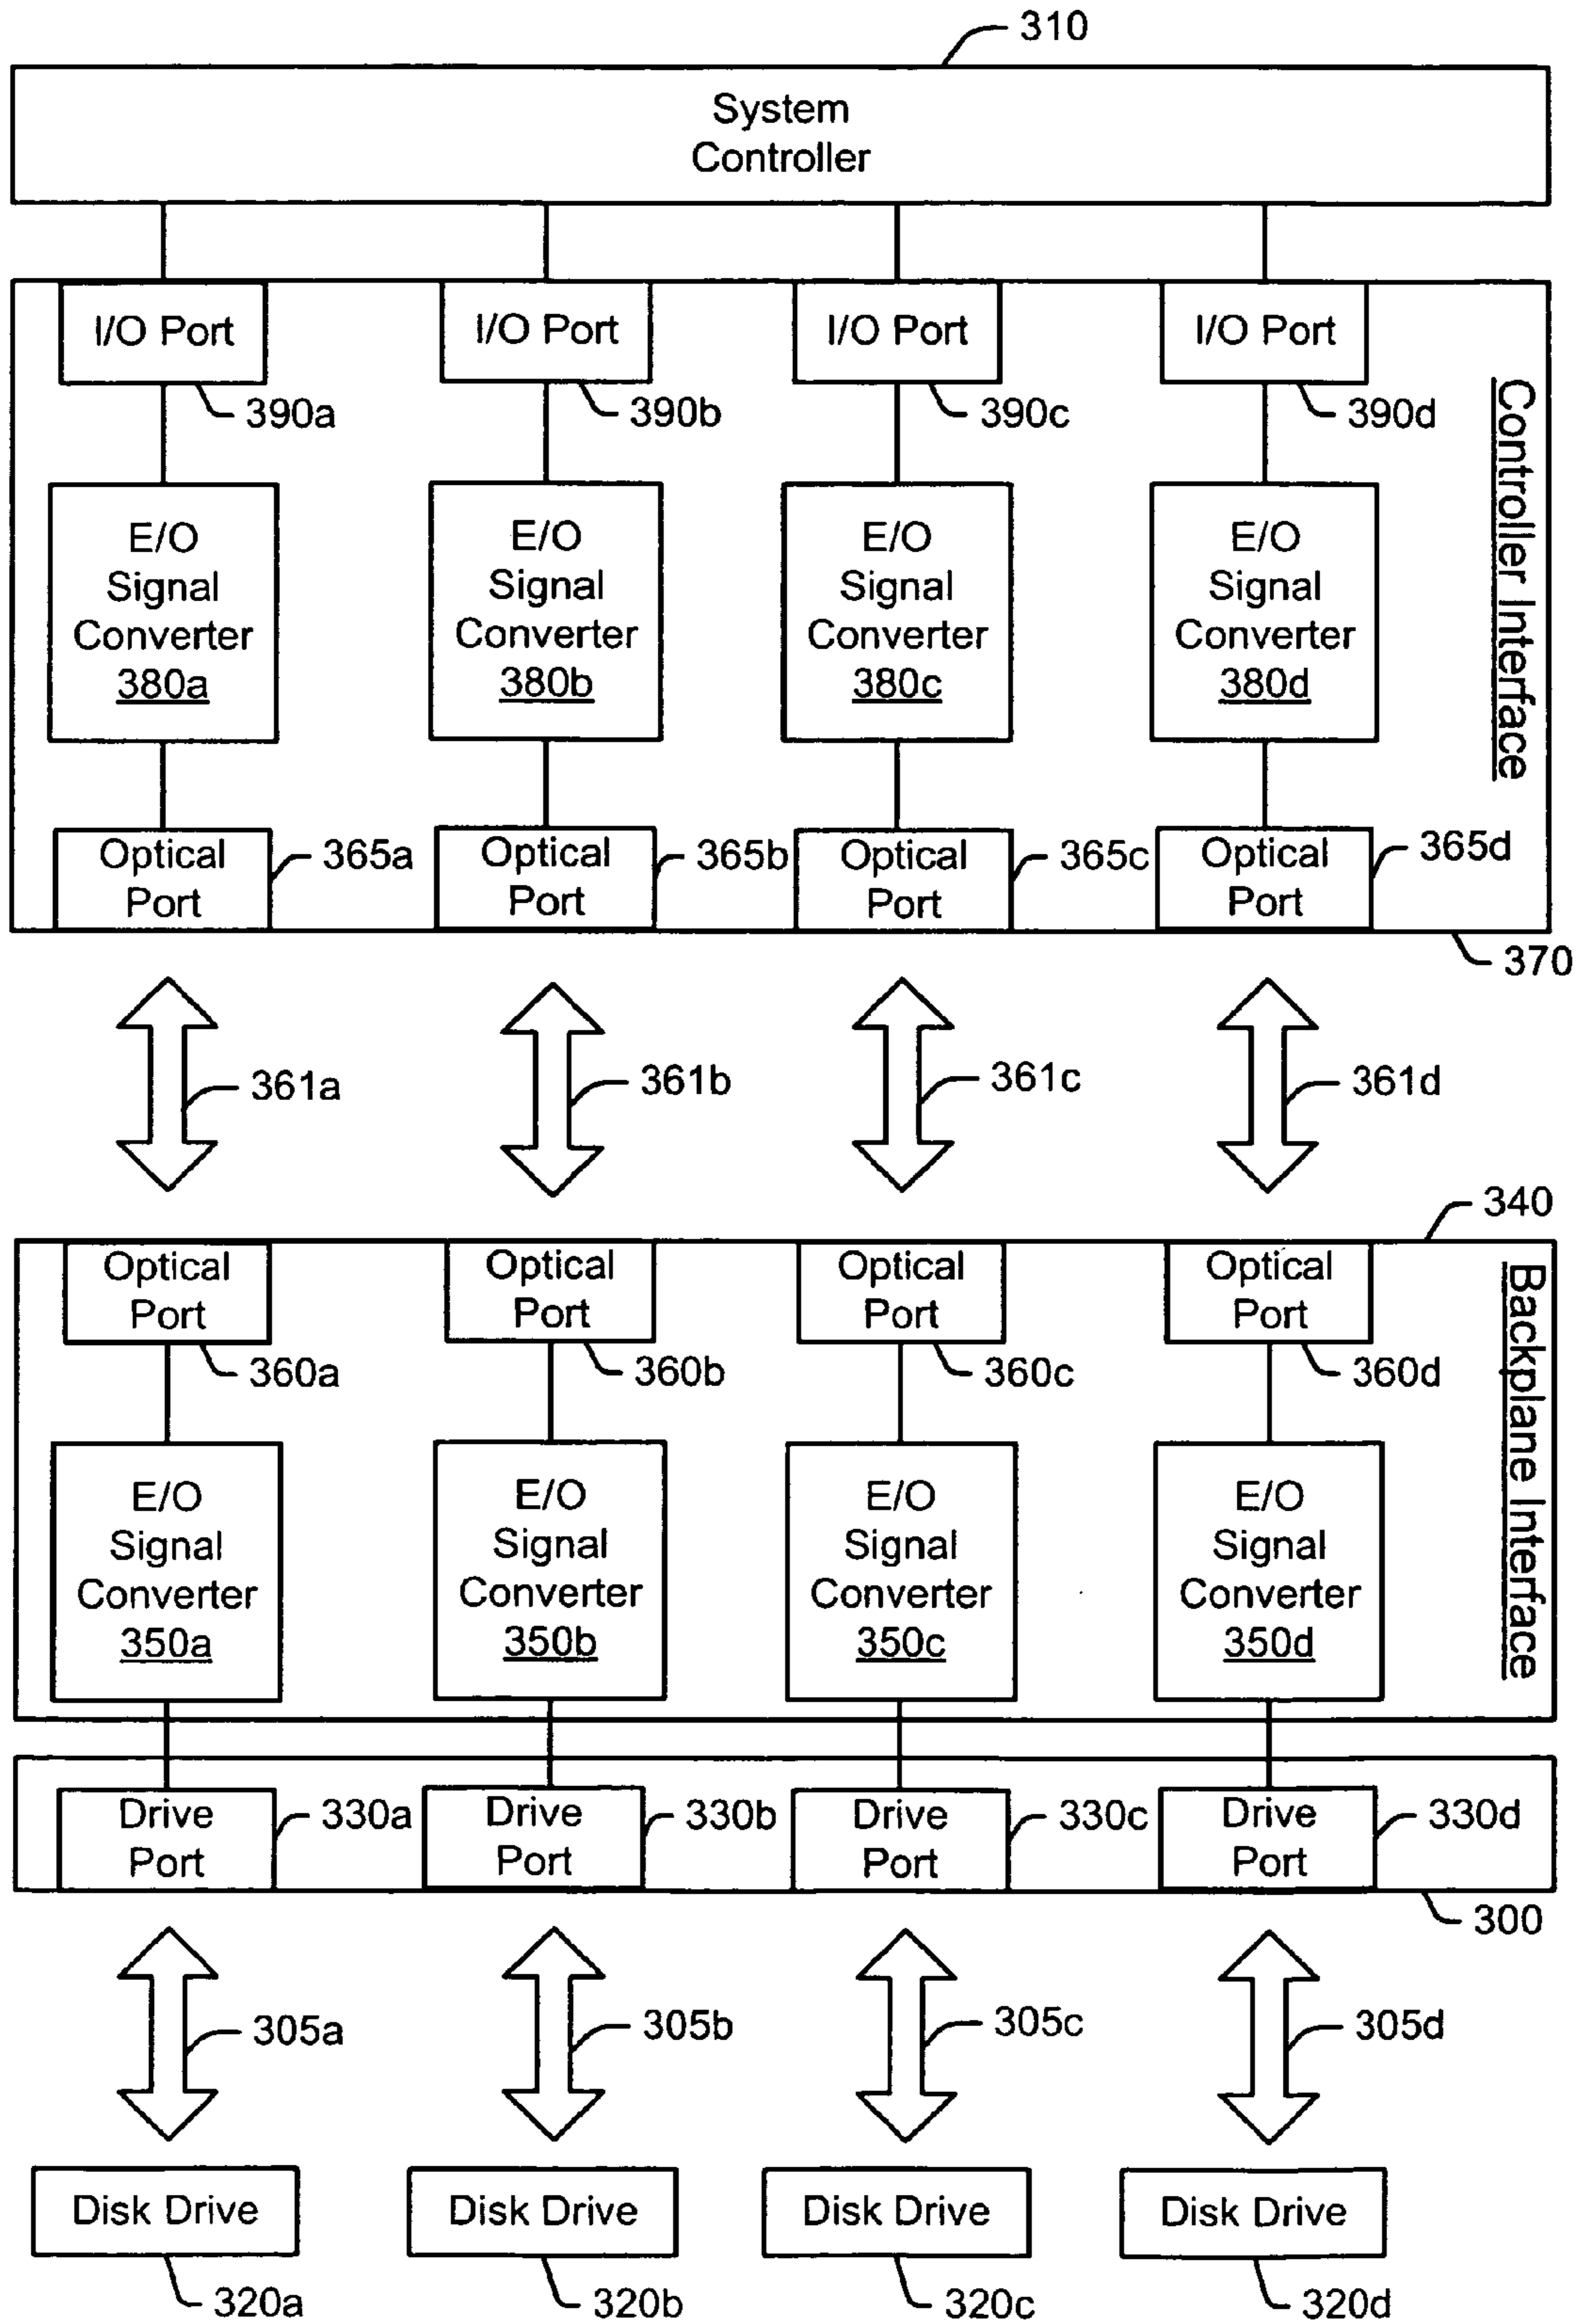 310
System
Controller
I/O Port
I/O Port
I/O Port
I/O Port
390a
390b
390c
390d
Controller Interface
E/O
Signal
Converter
380a
E/O
Signal
Converter
380b
E/O
Signal
Converter
380c
E/O
Signal
Converter
380d
Optical
Port
365a
Optical
Port
365b
Optical
Port
365c
Optical
Port
365d
370
361a
361b
361c
361d
340
Optical
Port
Optical
Port
Optical
Port
Optical
Port
360a
360b
360c
360d
Backplane Interface
E/O
Signal
Converter
350a
E/O
Signal
Converter
350b
E/O
Signal
Converter
350c
E/O
Signal
Converter
350d
Drive
Port
330a
Drive
Port
330b
Drive
Port
330c
Drive
Port
330d
300
305a
305b
305c
305d
Disk Drive
Disk Drive
Disk Drive
Disk Drive
320a
320b
320c
320d